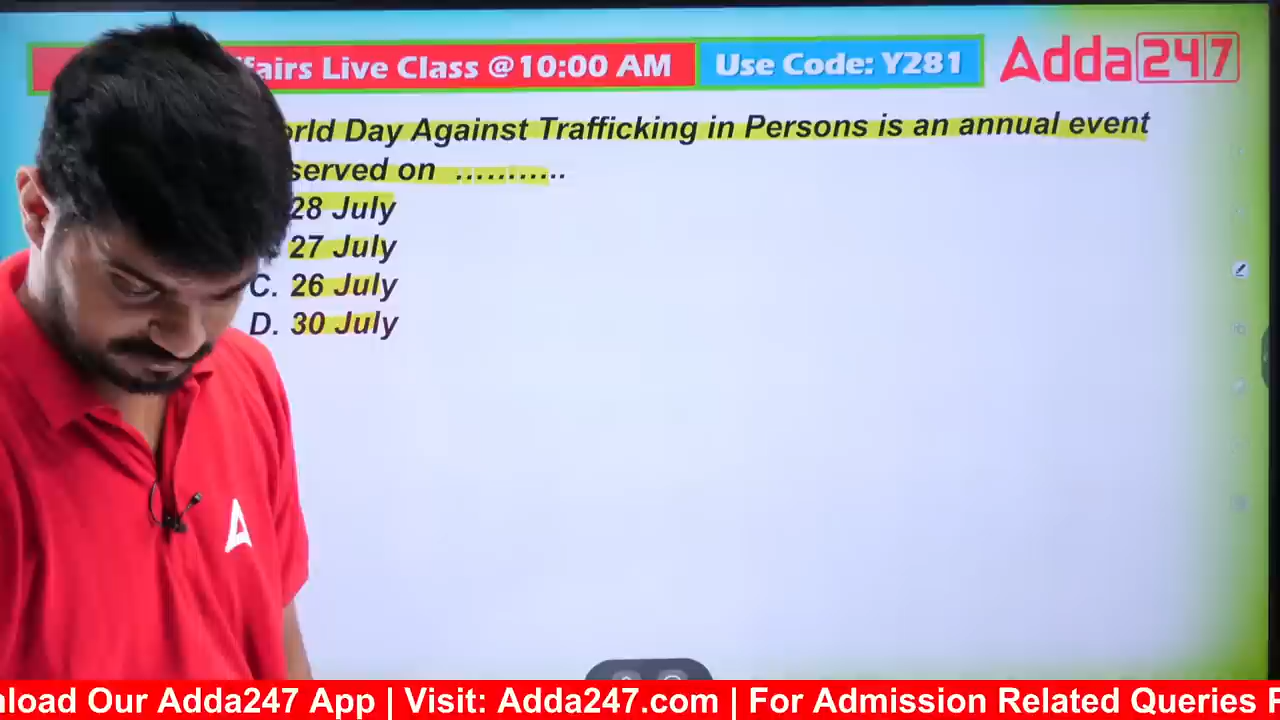 ffairs Live Class @10:00 AM
Use Code: Y281
Adda247
orld Day Against Trafficking in Persons is an annual event
served on ...........
28 July
27 July
C. 26 July
D. 30 July
nload Our Adda247 App | Visit: Adda247.com | For Admission Related Queries